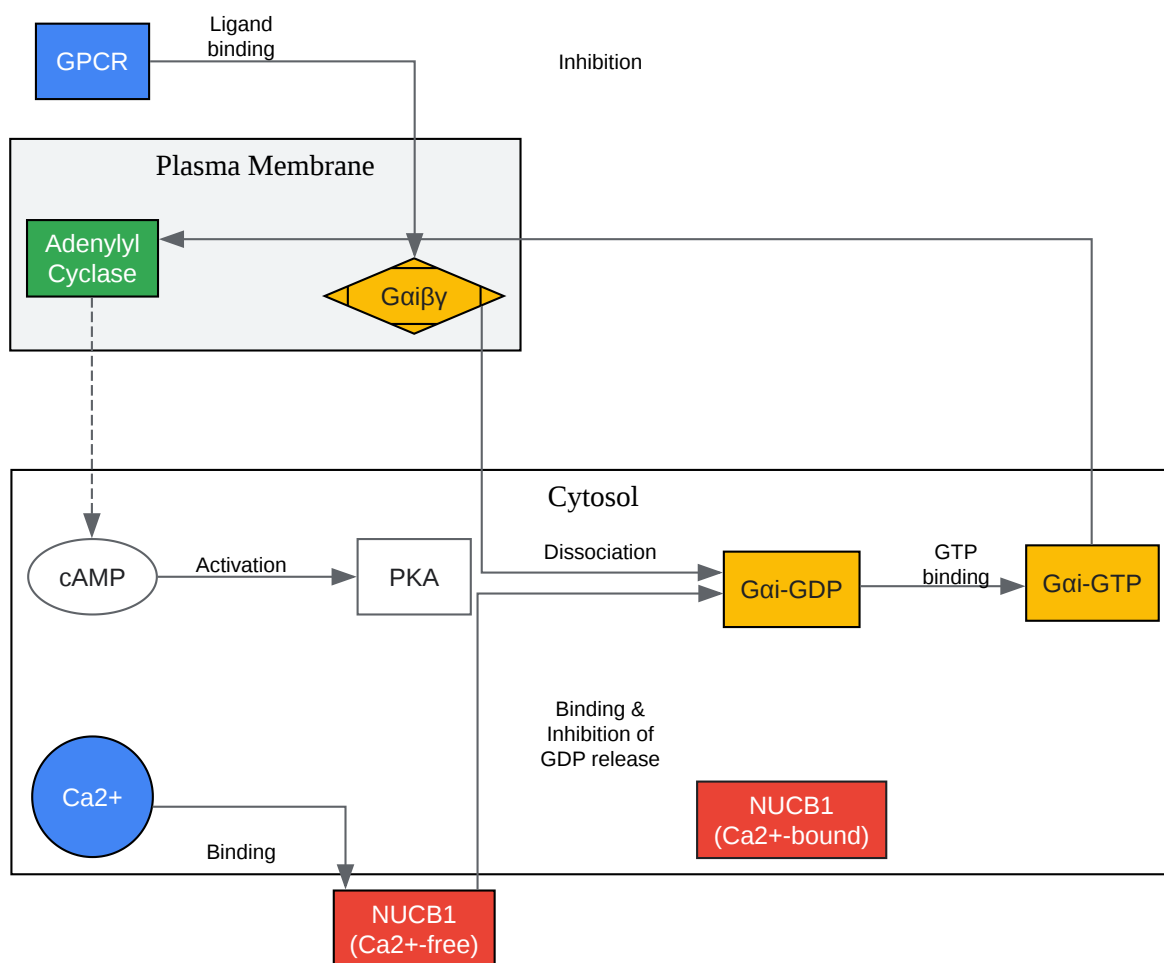 Ligand
binding
GPCR
Inhibition
Plasma Membrane
Adenylyl
Cyclase
Gαiβγ
Cytosol
cAMP
Activation
PKA
Dissociation
Gαi-GDP
GTP
binding
Gαi-GTP
Binding &
Inhibition of
GDP release
Ca2+
NUCB1
(Ca2+-bound)
Binding
NUCB1
(Ca2+-free)